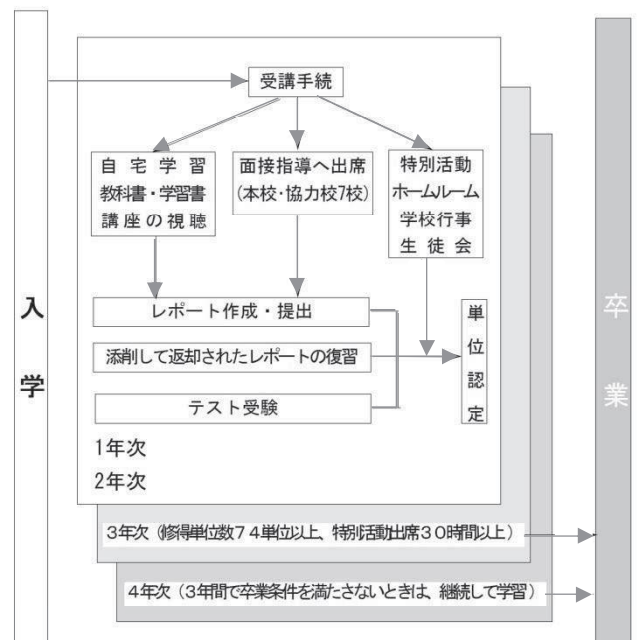 入学
受講手続
自宅学習
教科書・学習書
講座の視聴
面接指導へ出席
(本校・協力校7校)
特別活動
ホームルーム
学校行事
生徒会
レポート作成・提出
添削して返却されたレポートの復習
テスト受験
単位認定
1年次
2年次
3年次(修得単位数74単位以上、特別活動出席30時間以上)
4年次(3年間で卒業条件を満たさないときは、継続して学習)
卒業